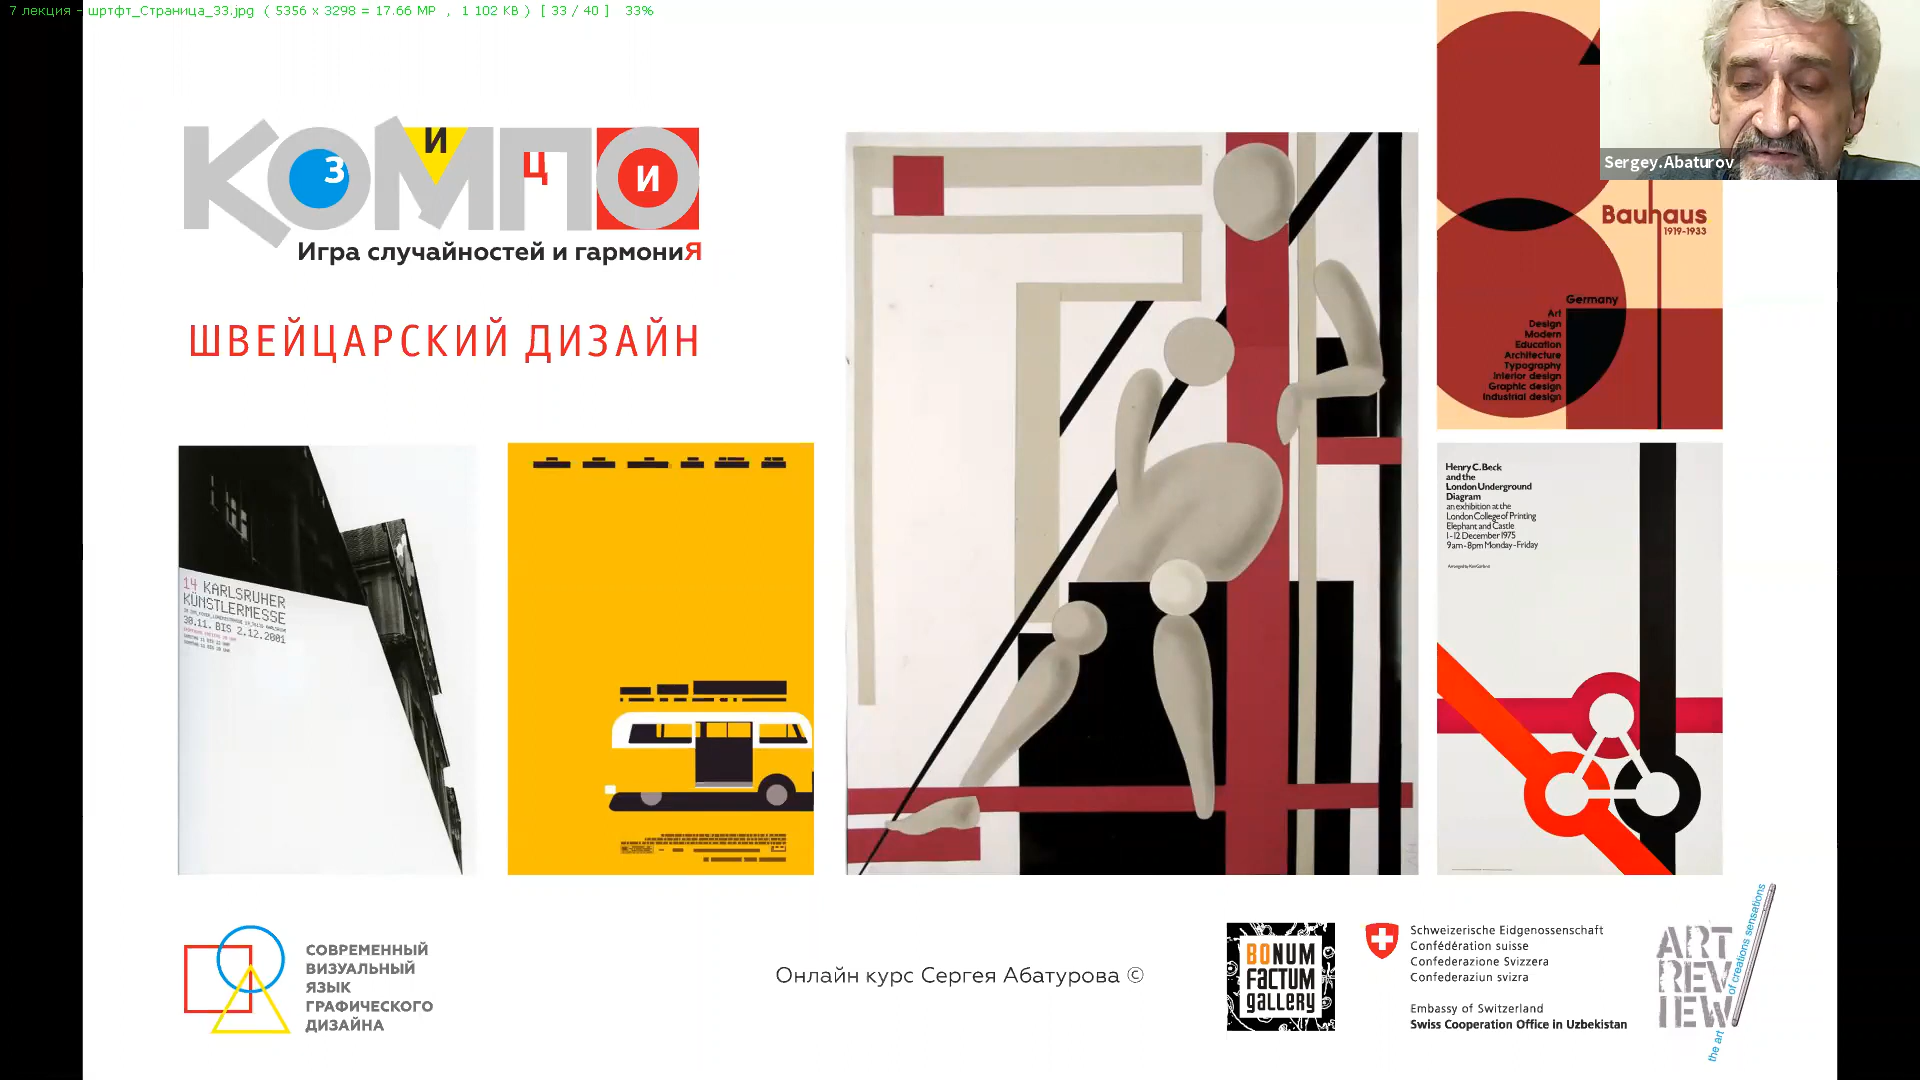 7 лекция - шртфт_Страница_33.jpg ( 5356 x 3298 = 17.66 MP , 1 102 KB ) [ 33 / 40 ] 33%
КОМПО
З И Ц И
Игра случайностей и гармониЯ
ШВЕЙЦАРСКИЙ ДИЗАЙН
Sergey.Abaturov
Bauhaus
1919-1933
Germany
Art
Design
Modern
Education
Architecture
Typography
Interior design
Graphic design
Industrial design
14 KARLSRUHER
KÜNSTLERMESSE
30.11. BIS 2.12.2001
Henry C. Beck
and the
London Underground
Diagram
an exhibition at the
London College of Printing
Elephant and Castle
1-12 December 1975
9am-8pm Monday-Friday
СОВРЕМЕННЫЙ
ВИЗУАЛЬНЫЙ
ЯЗЫК
ГРАФИЧЕСКОГО
ДИЗАЙНА
Онлайн курс Сергея Абатурова ©
BONUM
FACTUM
gallery
Schweizerische Eidgenossenschaft
Confédération suisse
Confederazione Svizzera
Confederaziun svizra
Embassy of Switzerland
Swiss Cooperation Office in Uzbekistan
ART
REV
IEW
the art of creations sensations